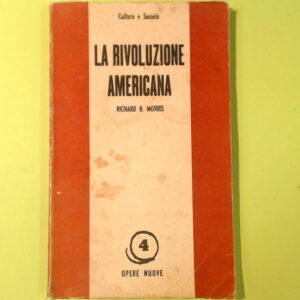 Cultura e Società
LA RIVOLUZIONE
AMERICANA
RICHARD B. MORRIS
4
OPERE NUOVE